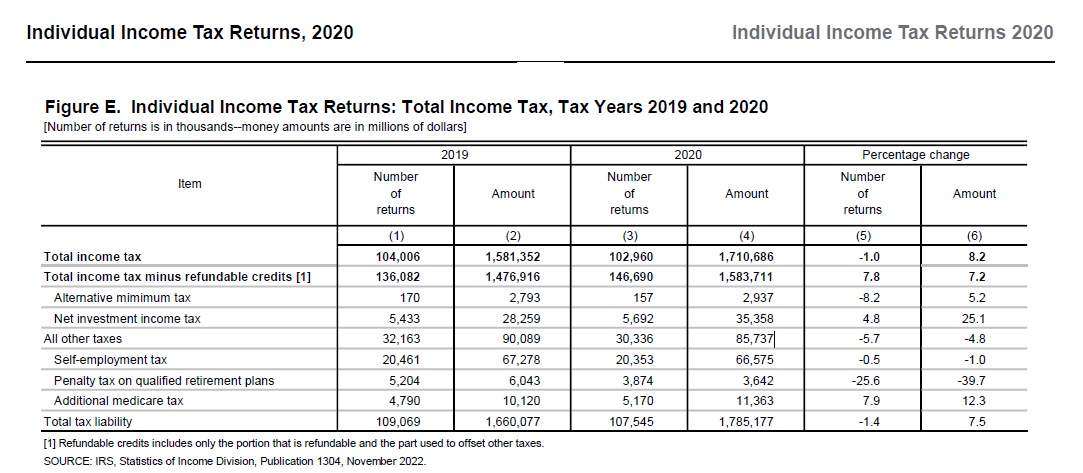 Individual Income Tax Returns, 2020 Individual Income Tax Returns 2020
Figure E. Individual Income Tax Returns: Total Income Tax, Tax Years 2019 and 2020
[Number of returns is in thousands--money amounts are in millions of dollars]
Item 2019 2020 Percentage change
Number of returns Amount Number of returns Amount Number of returns Amount
(1) (2) (3) (4) (5) (6)
Total income tax 104,006 1,581,352 102,960 1,710,686 -1.0 8.2
Total income tax minus refundable credits [1] 136,082 1,476,916 146,690 1,583,711 7.8 7.2
Alternative mimimum tax 170 2,793 157 2,937 -8.2 5.2
Net investment income tax 5,433 28,259 5,692 35,358 4.8 25.1
All other taxes 32,163 90,089 30,336 85,737 -5.7 -4.8
Self-employment tax 20,461 67,278 20,353 66,575 -0.5 -1.0
Penalty tax on qualified retirement plans 5,204 6,043 3,874 3,642 -25.6 -39.7
Additional medicare tax 4,790 10,120 5,170 11,363 7.9 12.3
Total tax liability 109,069 1,660,077 107,545 1,785,177 -1.4 7.5
[1] Refundable credits includes only the portion that is refundable and the part used to offset other taxes.
SOURCE: IRS, Statistics of Income Division, Publication 1304, November 2022.